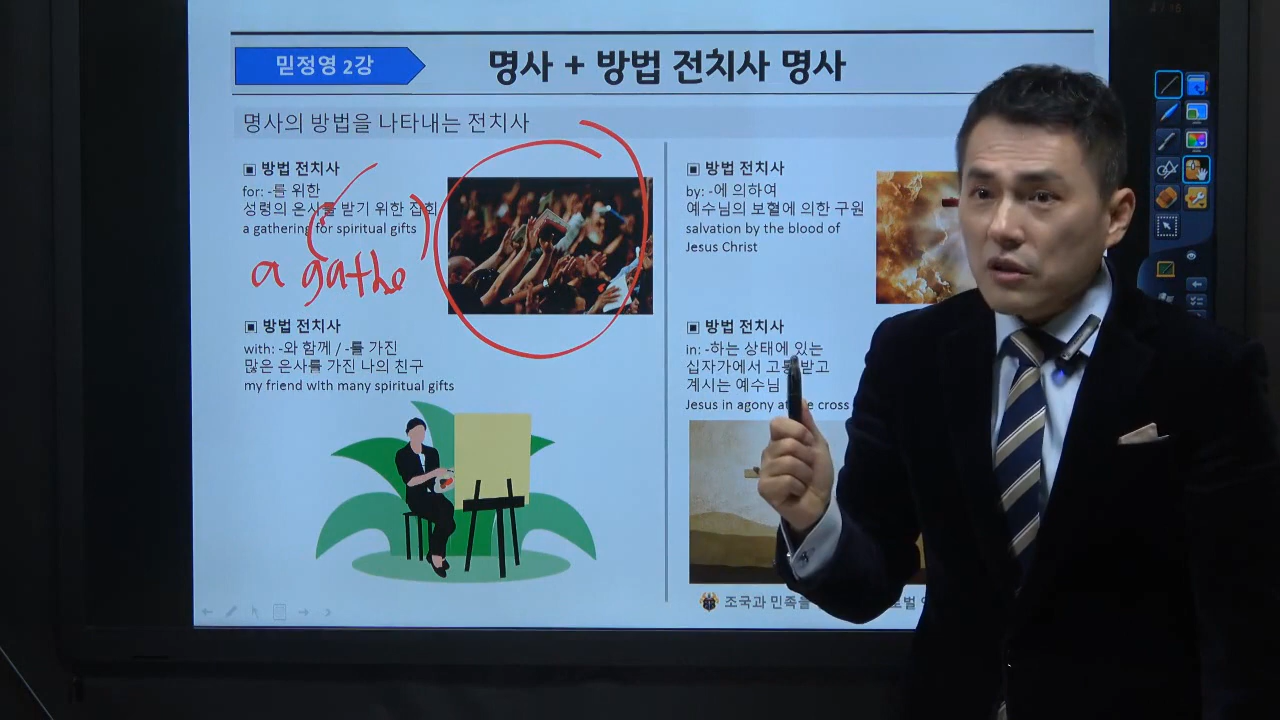 믿정영 2강
명사 + 방법 전치사 명사
명사의 방법을 나타내는 전치사
▣ 방법 전치사
for: -를 위한
성령의 은사를 받기 위한 집회
a gathering for spiritual gifts
a gathe
▣ 방법 전치사
with: -와 함께 / -를 가진
많은 은사를 가진 나의 친구
my friend with many spiritual gifts
▣ 방법 전치사
by: -에 의하여
예수님의 보혈에 의한 구원
salvation by the blood of
Jesus Christ
▣ 방법 전치사
in: -하는 상태에 있는
십자가에서 고통 받고
계시는 예수님
Jesus in agony at the cross
조국과 민족을